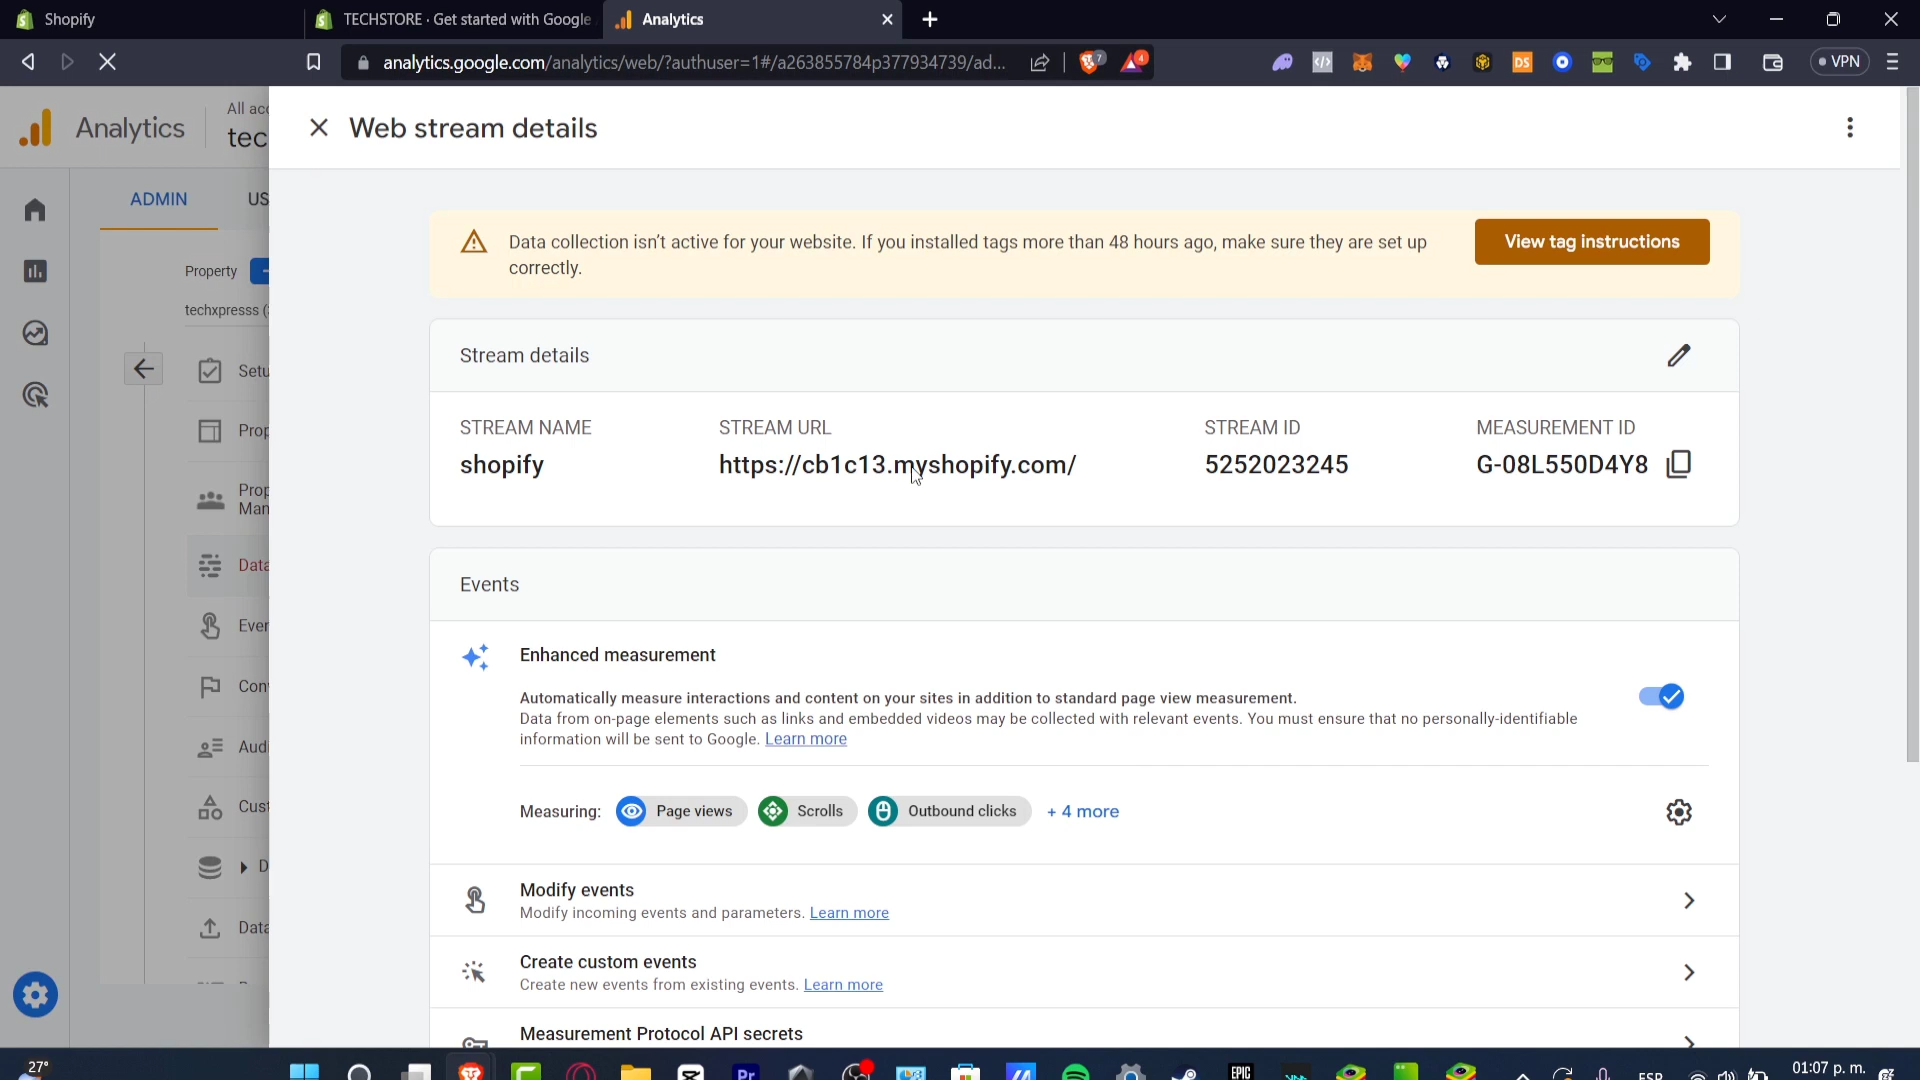 Shopify
TECHSTORE · Get started with Google
Analytics
analytics.google.com/analytics/web/?authuser=1#/a263855784p377934739/ad...
7
4
DS
VPN
Analytics
All acc
tec
Web stream details
ADMIN
US
Property
techxpresss (
Data collection isn't active for your website. If you installed tags more than 48 hours ago, make sure they are set up
correctly.
View tag instructions
Setu
Prop
Prop
Man
Data
Ever
Con
Audi
Cust
D
Data
Stream details
STREAM NAME
STREAM URL
STREAM ID
MEASUREMENT ID
shopify
https://cb1c13.myshopify.com/
5252023245
G-08L550D4Y8
Events
Enhanced measurement
Automatically measure interactions and content on your sites in addition to standard page view measurement.
Data from on-page elements such as links and embedded videos may be collected with relevant events. You must ensure that no personally-identifiable
information will be sent to Google. Learn more
Measuring:
Page views
Scrolls
Outbound clicks
+ 4 more
Modify events
Modify incoming events and parameters. Learn more
Create custom events
Create new events from existing events. Learn more
Measurement Protocol API secrets
27°
Pr
EPIC
ESP
01:07 p. m.